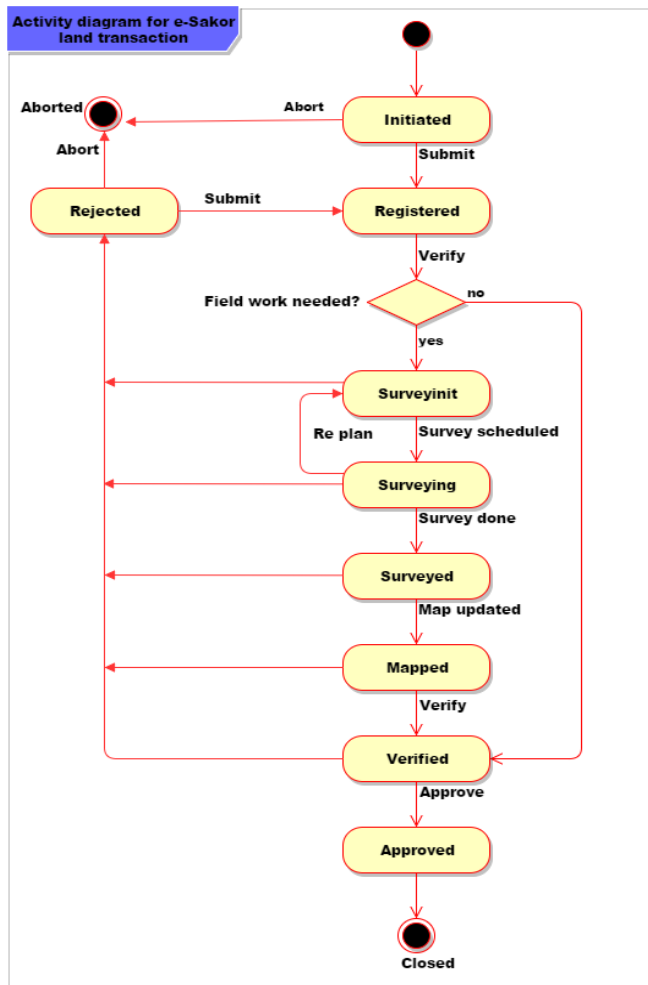 Activity diagram for e-Sakor
land transaction
Aborted
Abort
Initiated
Abort
Submit
Rejected
Submit
Registered
Verify
Field work needed?
no
yes
Surveyinit
Re plan
Survey scheduled
Surveying
Survey done
Surveyed
Map updated
Mapped
Verify
Verified
Approve
Approved
Closed